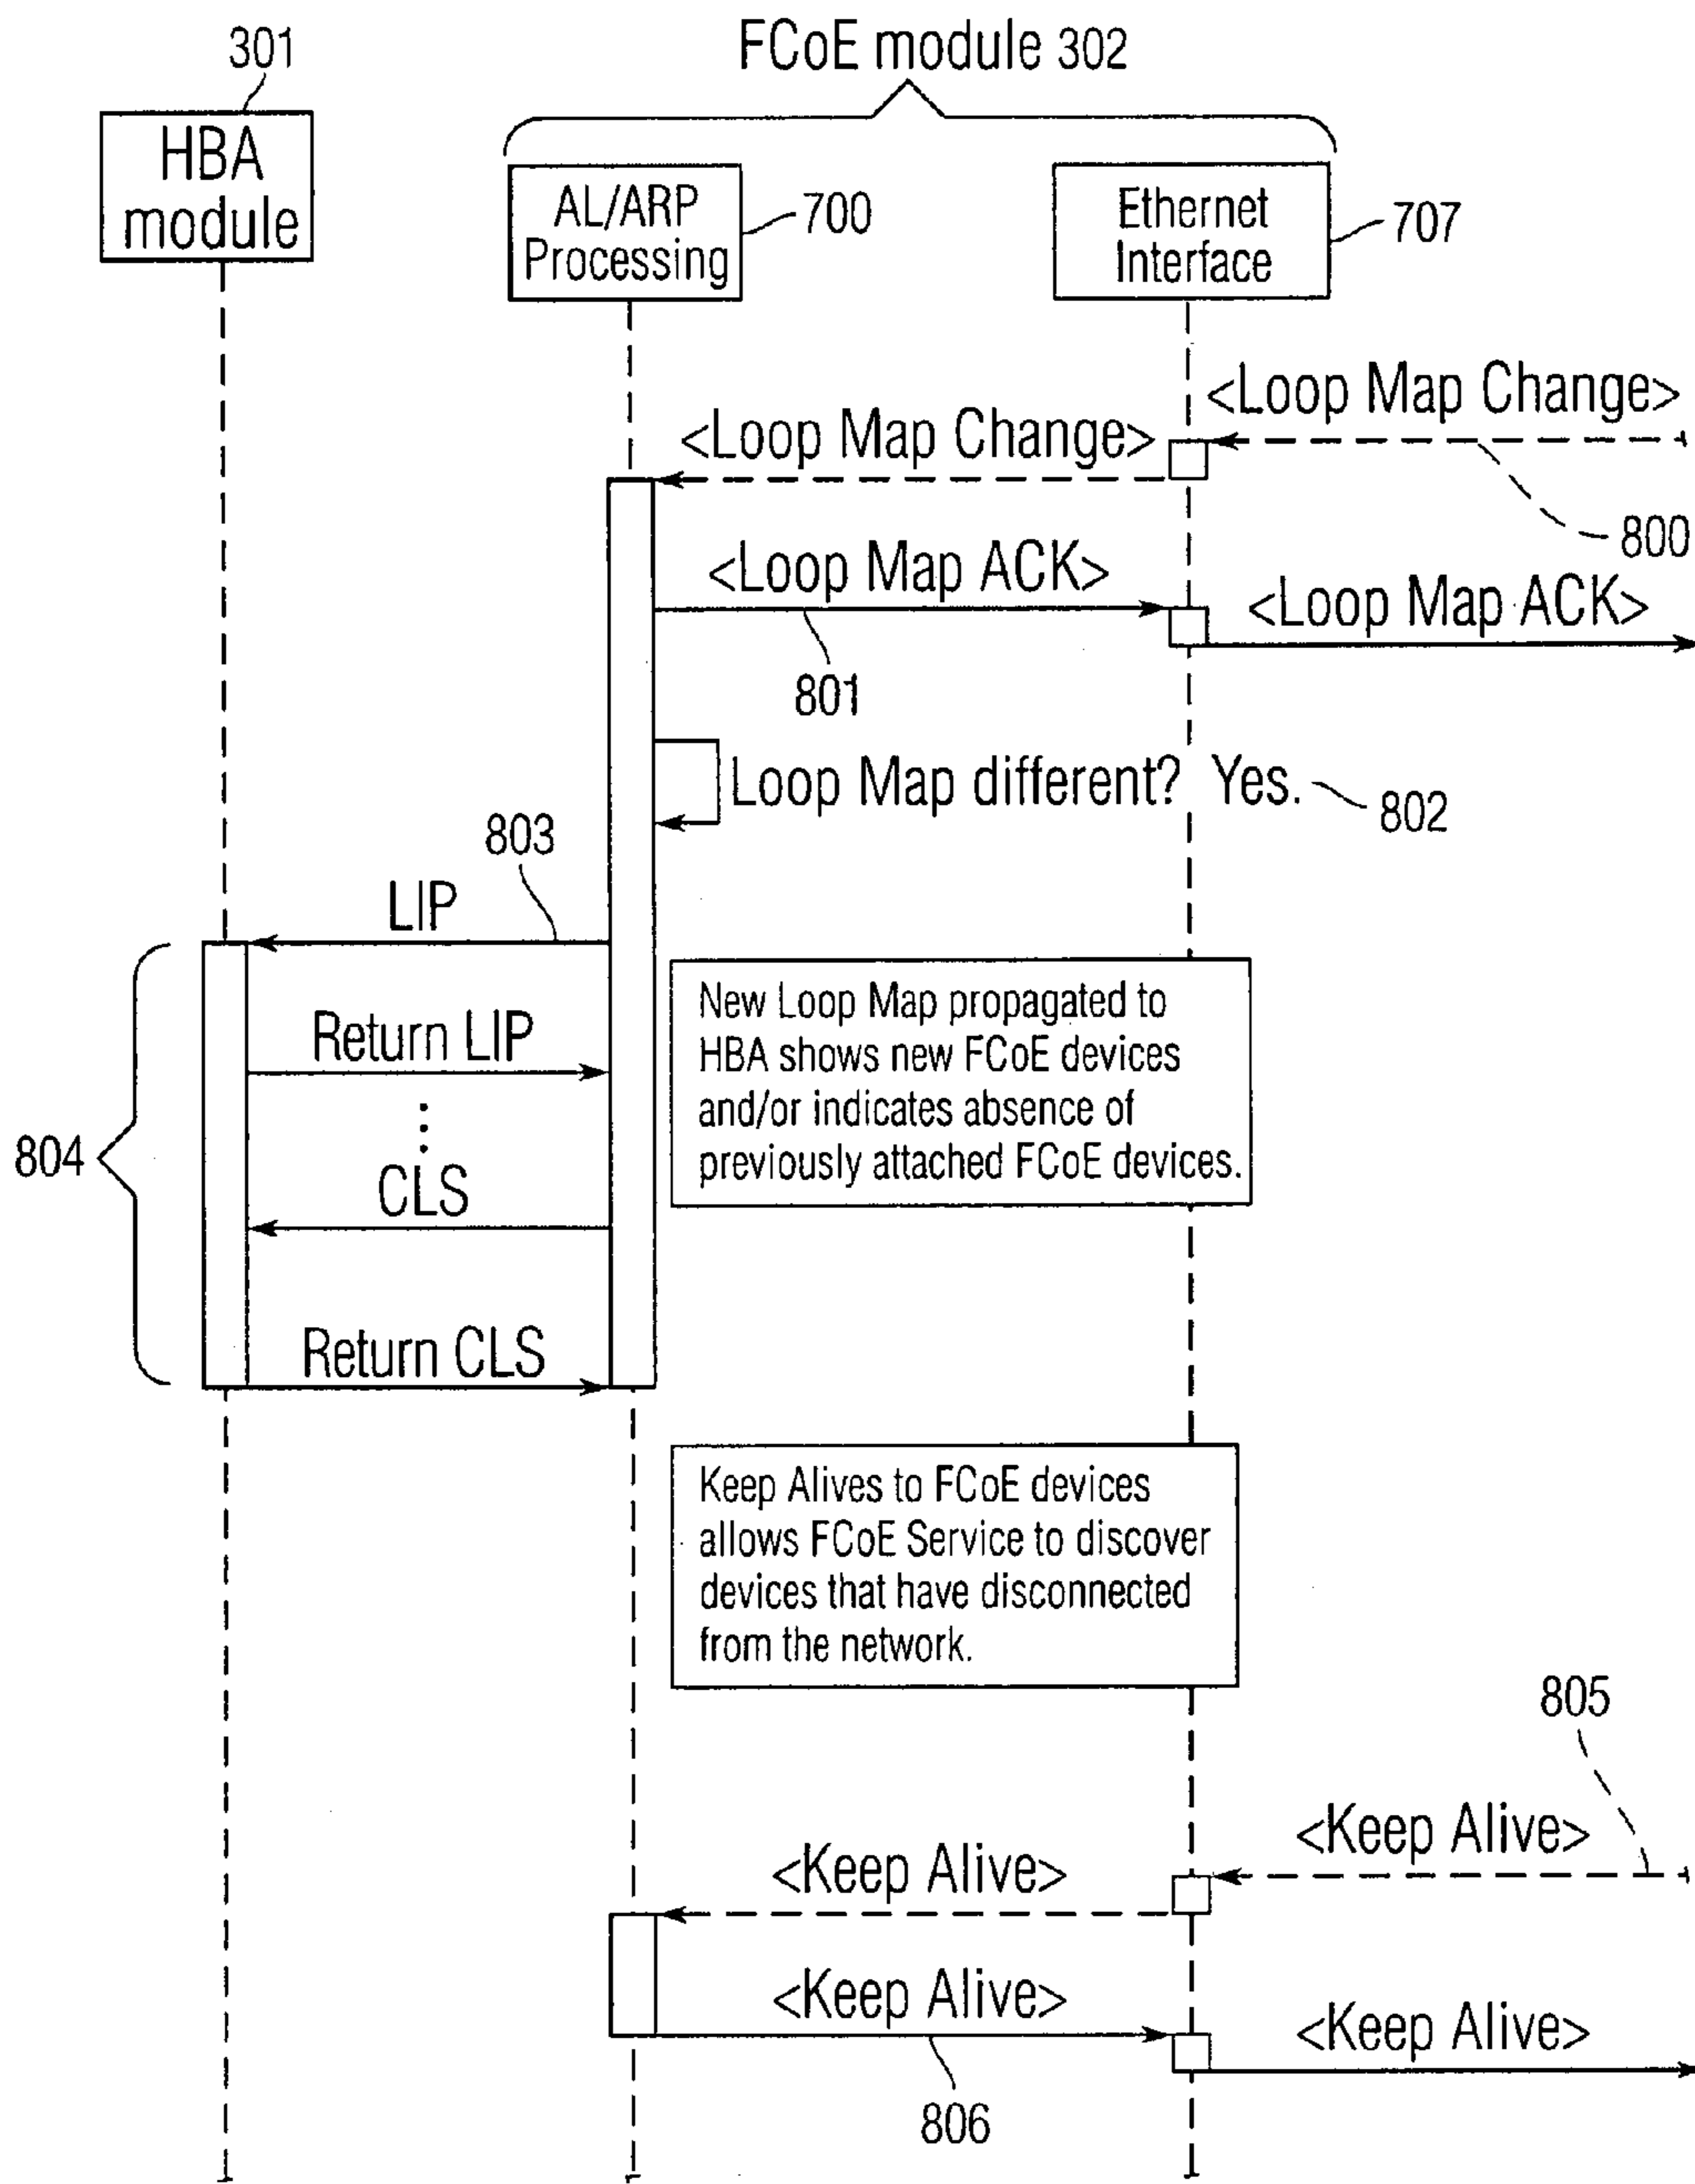 FCoE module 302
301
HBA
module
AL/ARP
Processing
700
Ethernet
Interface
707
<Loop Map Change>
<Loop Map Change>
800
<Loop Map ACK>
<Loop Map ACK>
801
Loop Map different? Yes.
802
803
LIP
New Loop Map propagated to
HBA shows new FCoE devices
and/or indicates absence of
previously attached FCoE devices.
Return LIP
804
CLS
Return CLS
Keep Alives to FCoE devices
allows FCoE Service to discover
devices that have disconnected
from the network.
805
<Keep Alive>
<Keep Alive>
<Keep Alive>
<Keep Alive>
806